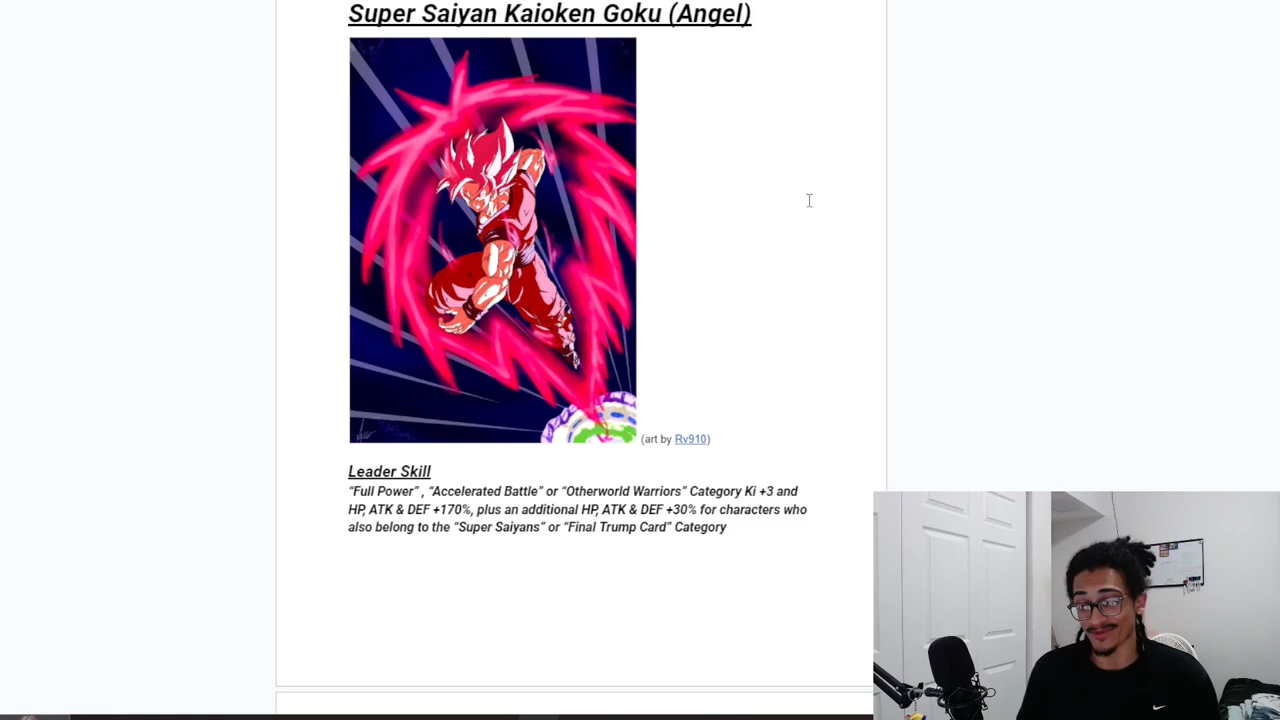 Super Saiyan Kaioken Goku (Angel)
(art by Rv910)
Leader Skill
“Full Power” , “Accelerated Battle” or “Otherworld Warriors” Category Ki +3 and
HP, ATK & DEF +170%, plus an additional HP, ATK & DEF +30% for characters who
also belong to the “Super Saiyans” or “Final Trump Card” Category